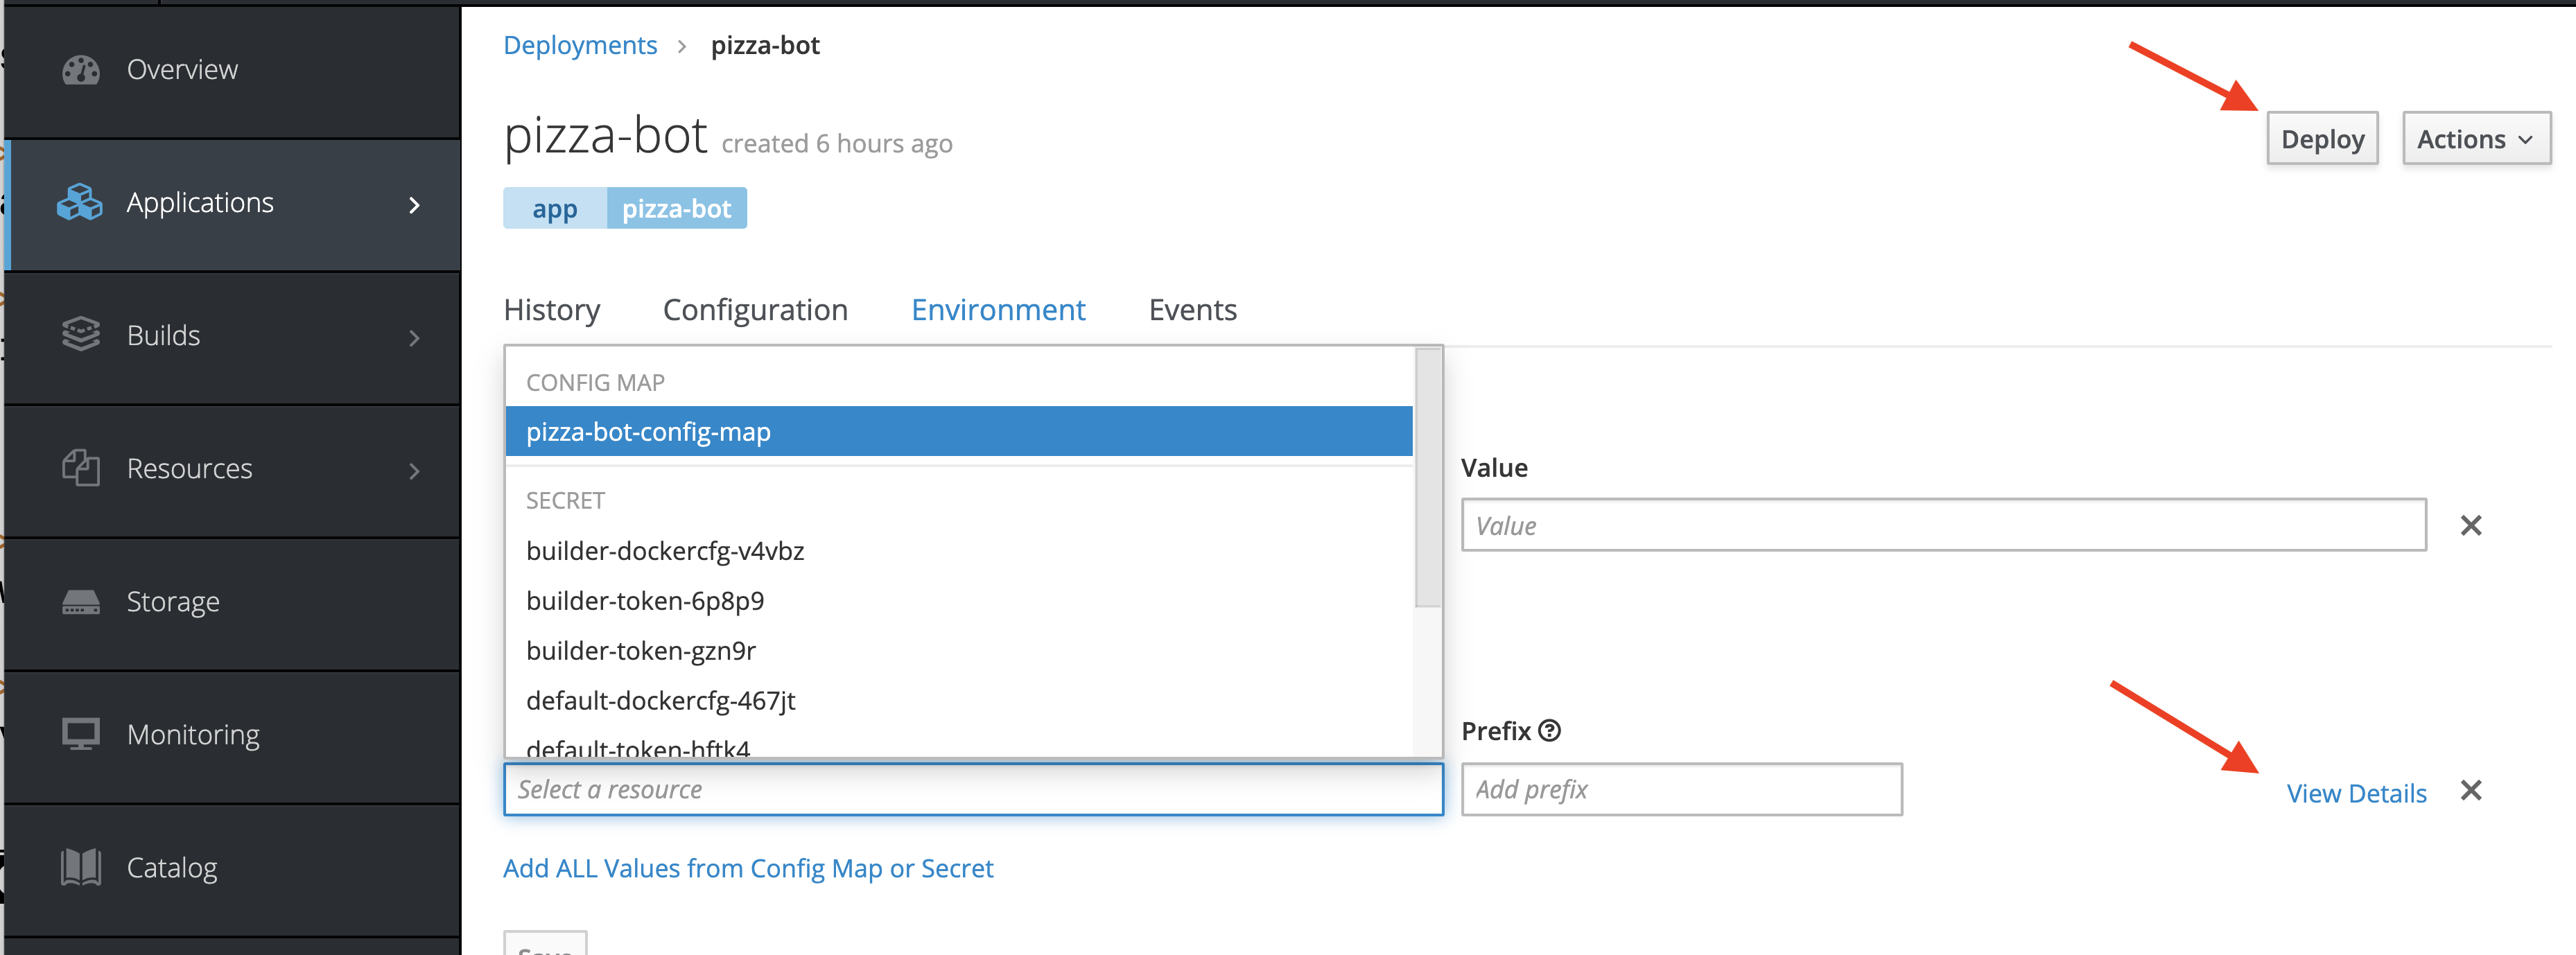 Overview
Applications
Builds
Resources
Storage
Monitoring
Catalog
Deployments > pizza-bot
pizza-bot created 6 hours ago
Deploy
Actions
app pizza-bot
History Configuration Environment Events
CONFIG MAP
pizza-bot-config-map
SECRET
builder-dockercfg-v4vbz
builder-token-6p8p9
builder-token-gzn9r
default-dockercfg-467jt
default-token-hftk4
Value
Value
Select a resource
Prefix
Add prefix
View Details
Add ALL Values from Config Map or Secret
Save